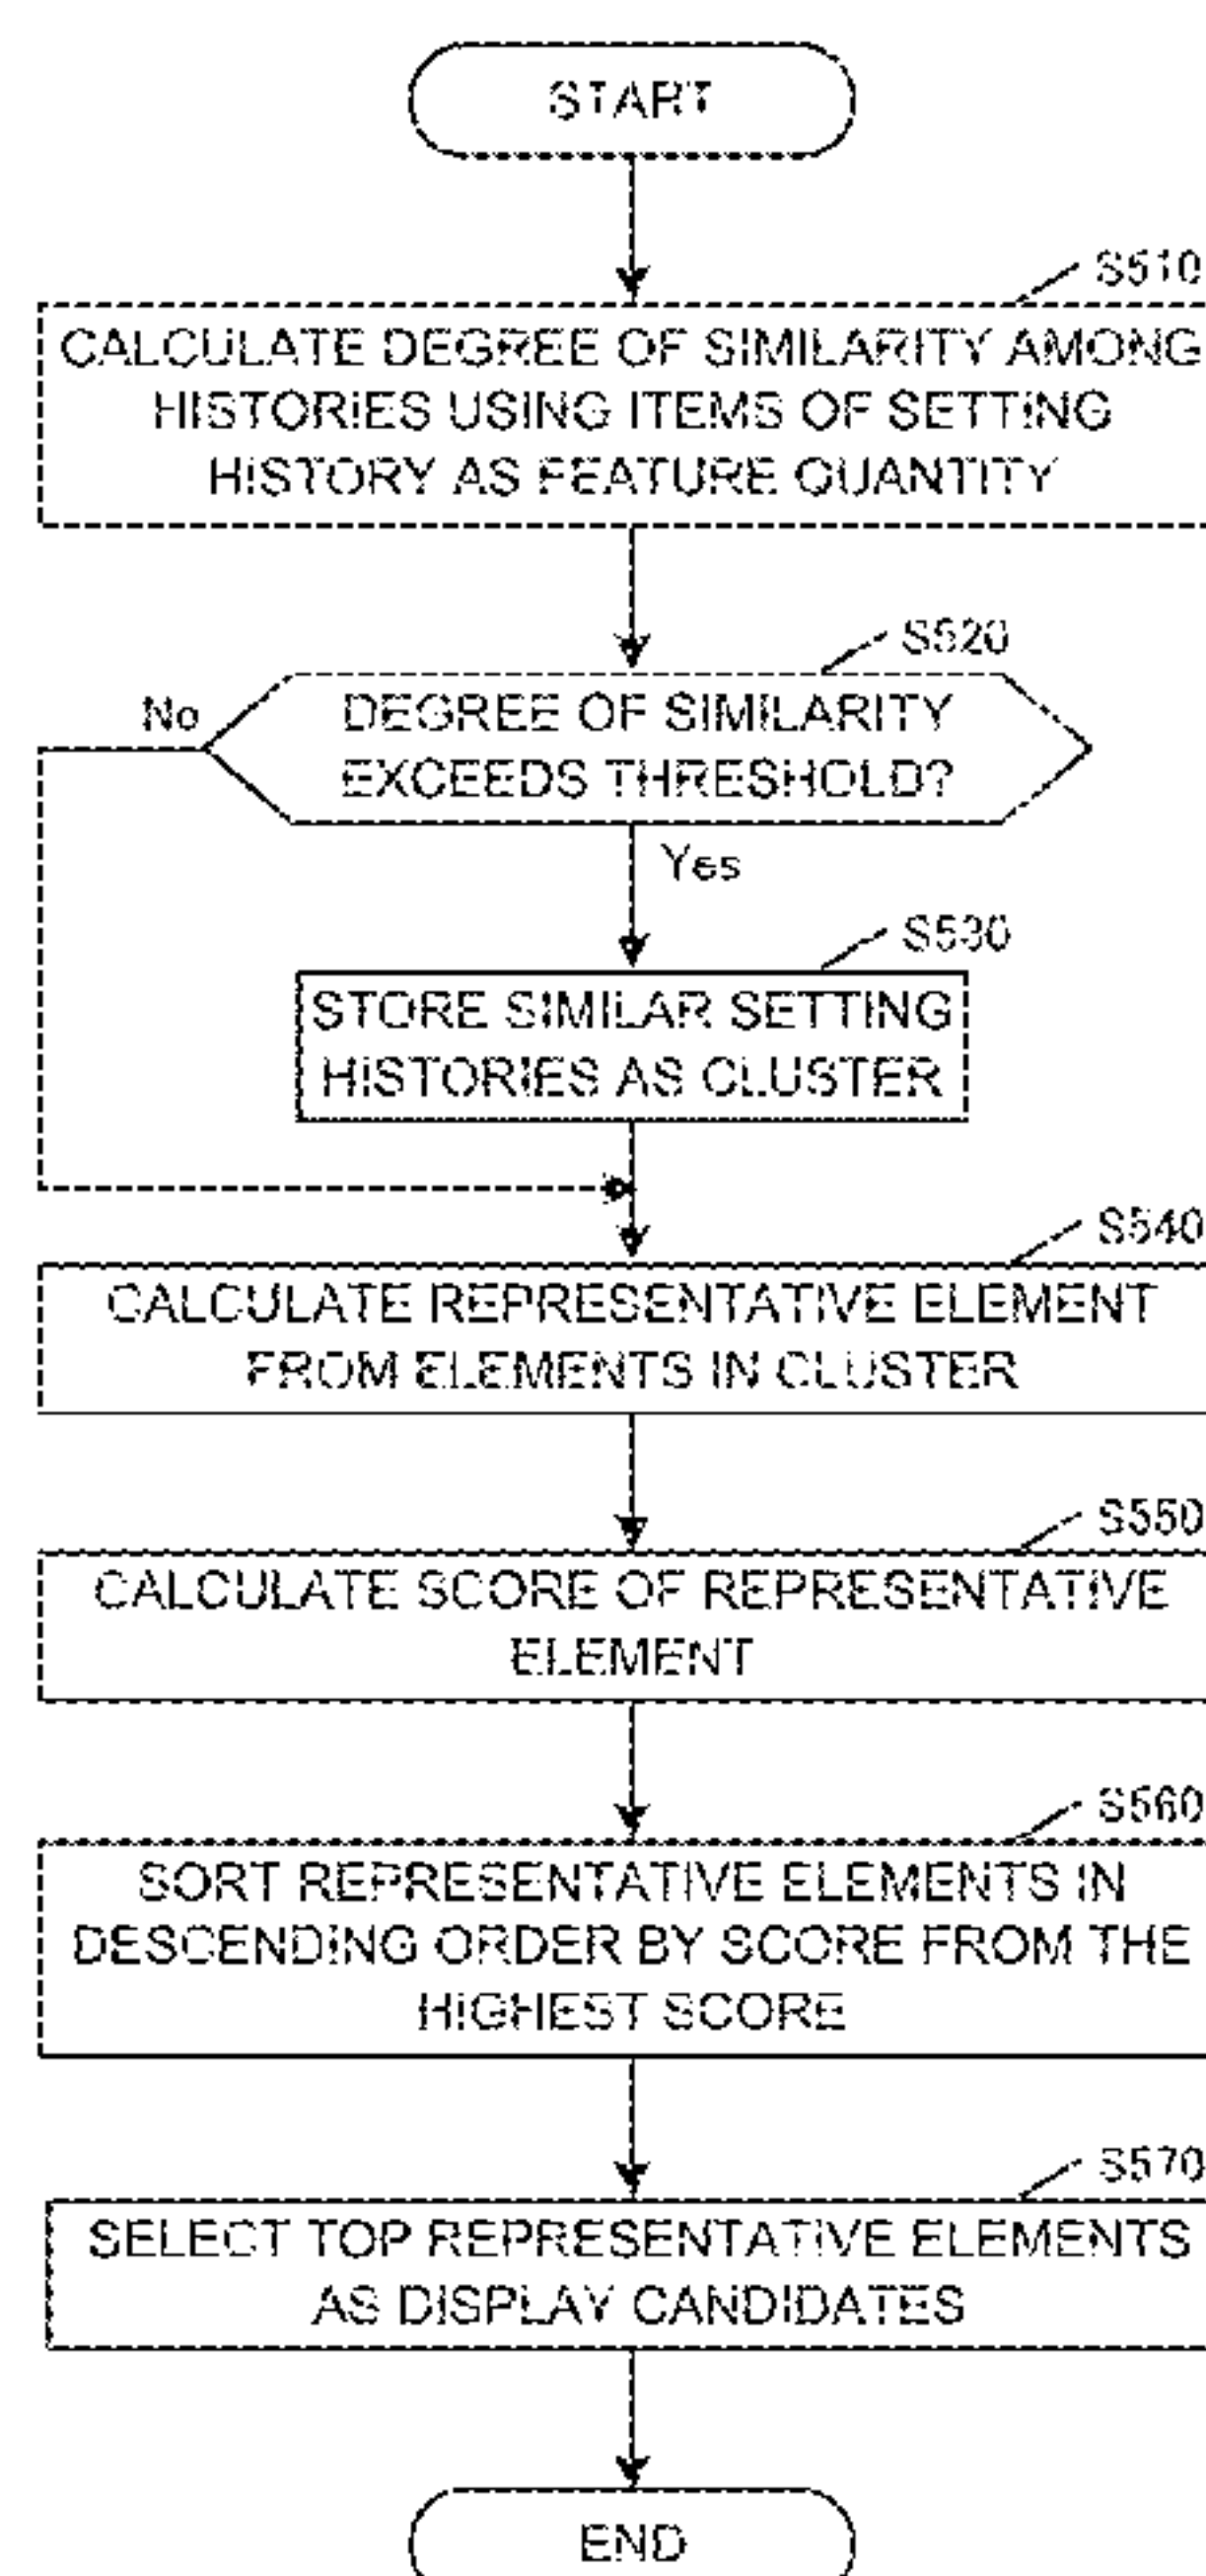 START
S510
CALCULATE DEGREE OF SIMILARITY AMONG
HISTORIES USING ITEMS OF SETTING
HISTORY AS FEATURE QUANTITY
S520
No
DEGREE OF SIMILARITY
EXCEEDS THRESHOLD?
Yes
S530
STORE SIMILAR SETTING
HISTORIES AS CLUSTER
S540
CALCULATE REPRESENTATIVE ELEMENT
FROM ELEMENTS IN CLUSTER
S550
CALCULATE SCORE OF REPRESENTATIVE
ELEMENT
S560
SORT REPRESENTATIVE ELEMENTS IN
DESCENDING ORDER BY SCORE FROM THE
HIGHEST SCORE
S570
SELECT TOP REPRESENTATIVE ELEMENTS
AS DISPLAY CANDIDATES
END